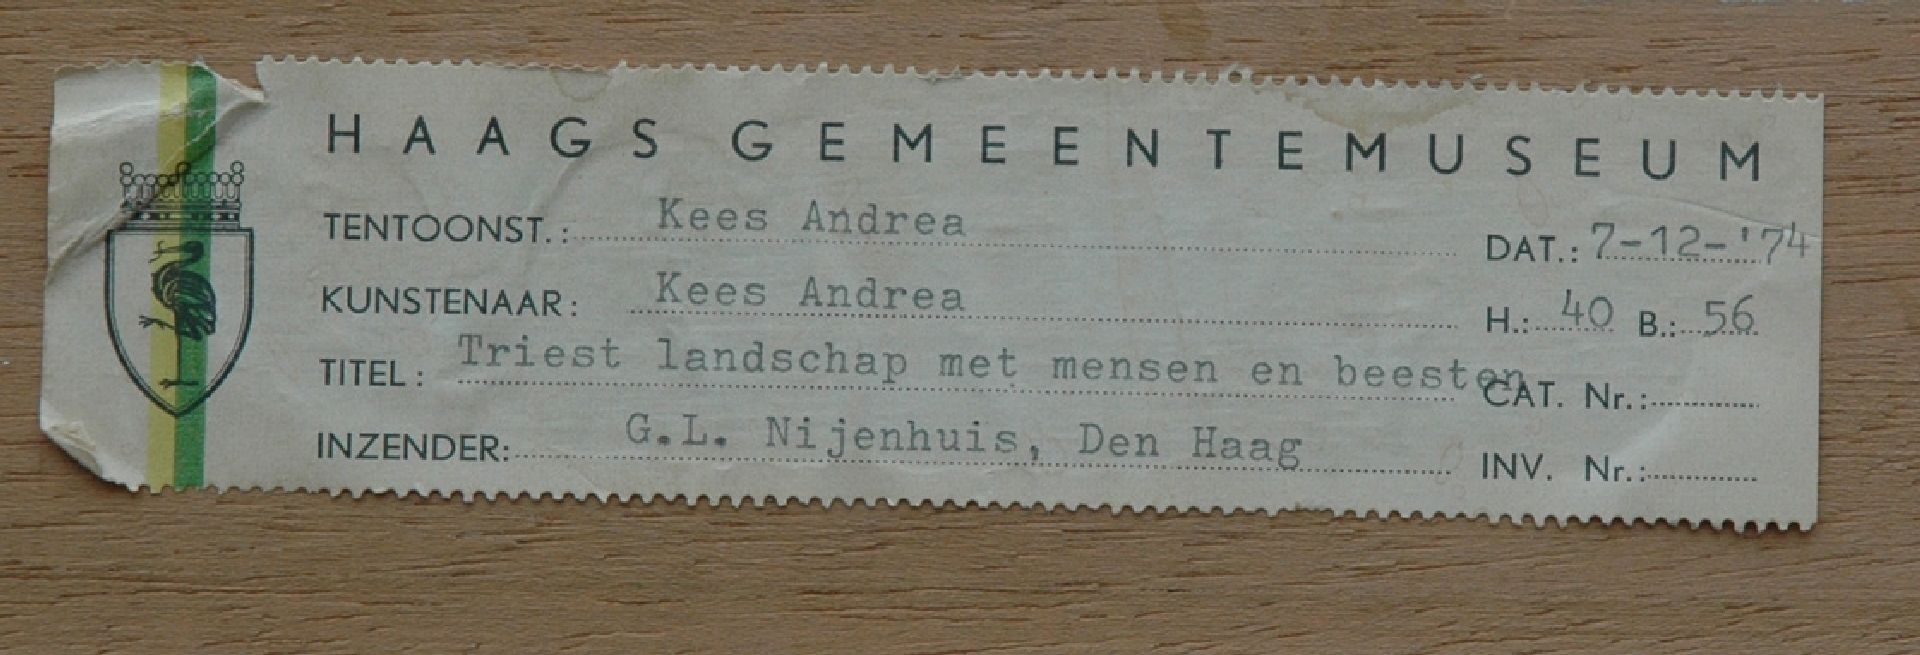 HAAGS GEMEENTEMUSEUM
TENTOONST.: Kees Andrea DAT.: 7-12-'74
KUNSTENAAR: Kees Andrea H.: 40 B.: 56
TITEL: Triest landschap met mensen en beesten CAT. Nr.:
INZENDER: G.L. Nijenhuis, Den Haag INV. Nr.: